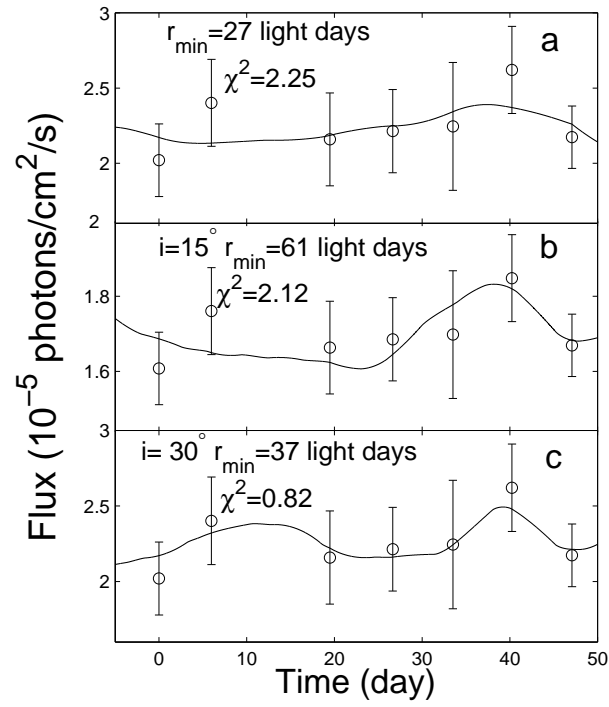 r_min=27 light days
a
χ²=2.25
3
2.5
2
2
i=15° r_min=61 light days
b
χ²=2.12
1.8
1.6
3
i= 30° r_min=37 light days
c
χ²=0.82
2.5
2
0 10 20 30 40 50
Time (day)
Flux (10⁻⁵ photons/cm²/s)